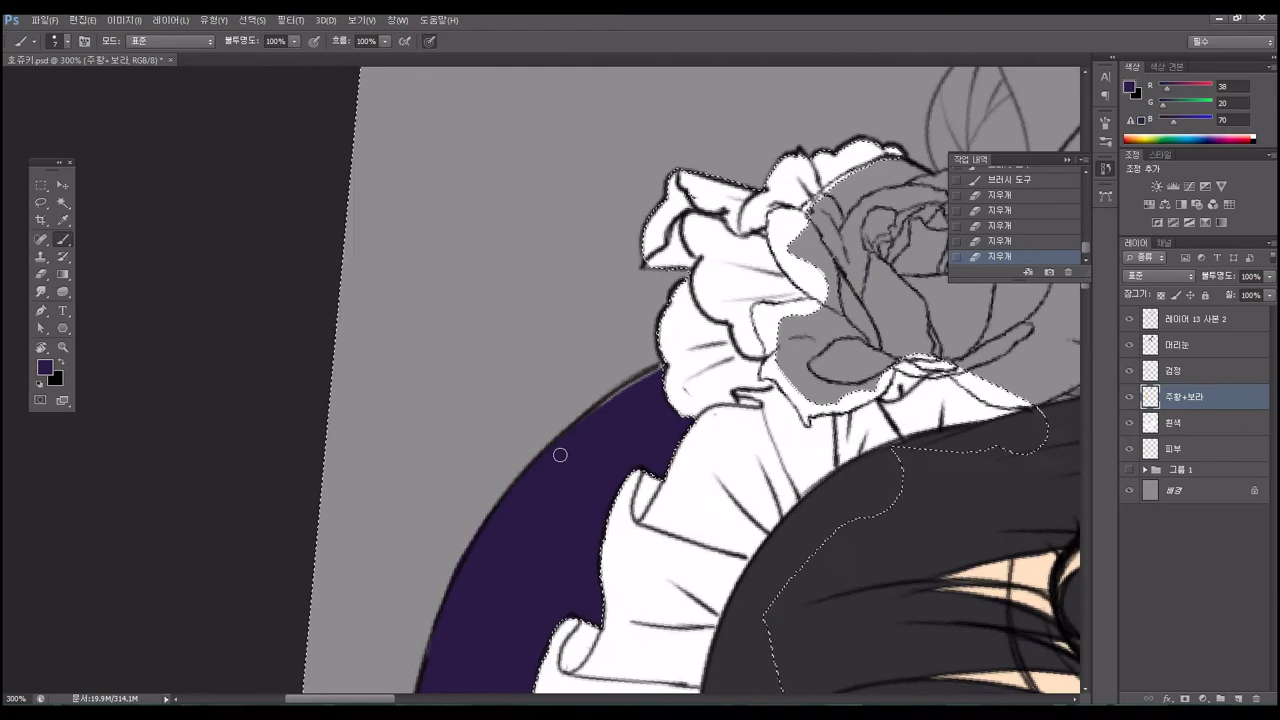 Ps 파일(F) 편집(E) 이미지(I) 레이어(L) 유형(Y) 선택(S) 필터(T) 3D(D) 보기(V) 창(W) 도움말(H)
7 모드: 표준 불투명도: 100% 흐름: 100% 필수
호쥬키.psd @ 300% (주황+보라, RGB/8) * ×
색상 색상 견본
R 38
G 20
B 70
작업 내역
브러시 도구
지우개
지우개
지우개
지우개
지우개
조정 스타일
조정 추가
레이어 채널
종류
표준 불투명도: 100%
잠그기: 칠: 100%
레이어 13 사본 2
머리눈
검정
주황+보라
흰색
피부
그룹 1
배경
300% 문서:19.9M/314.1M